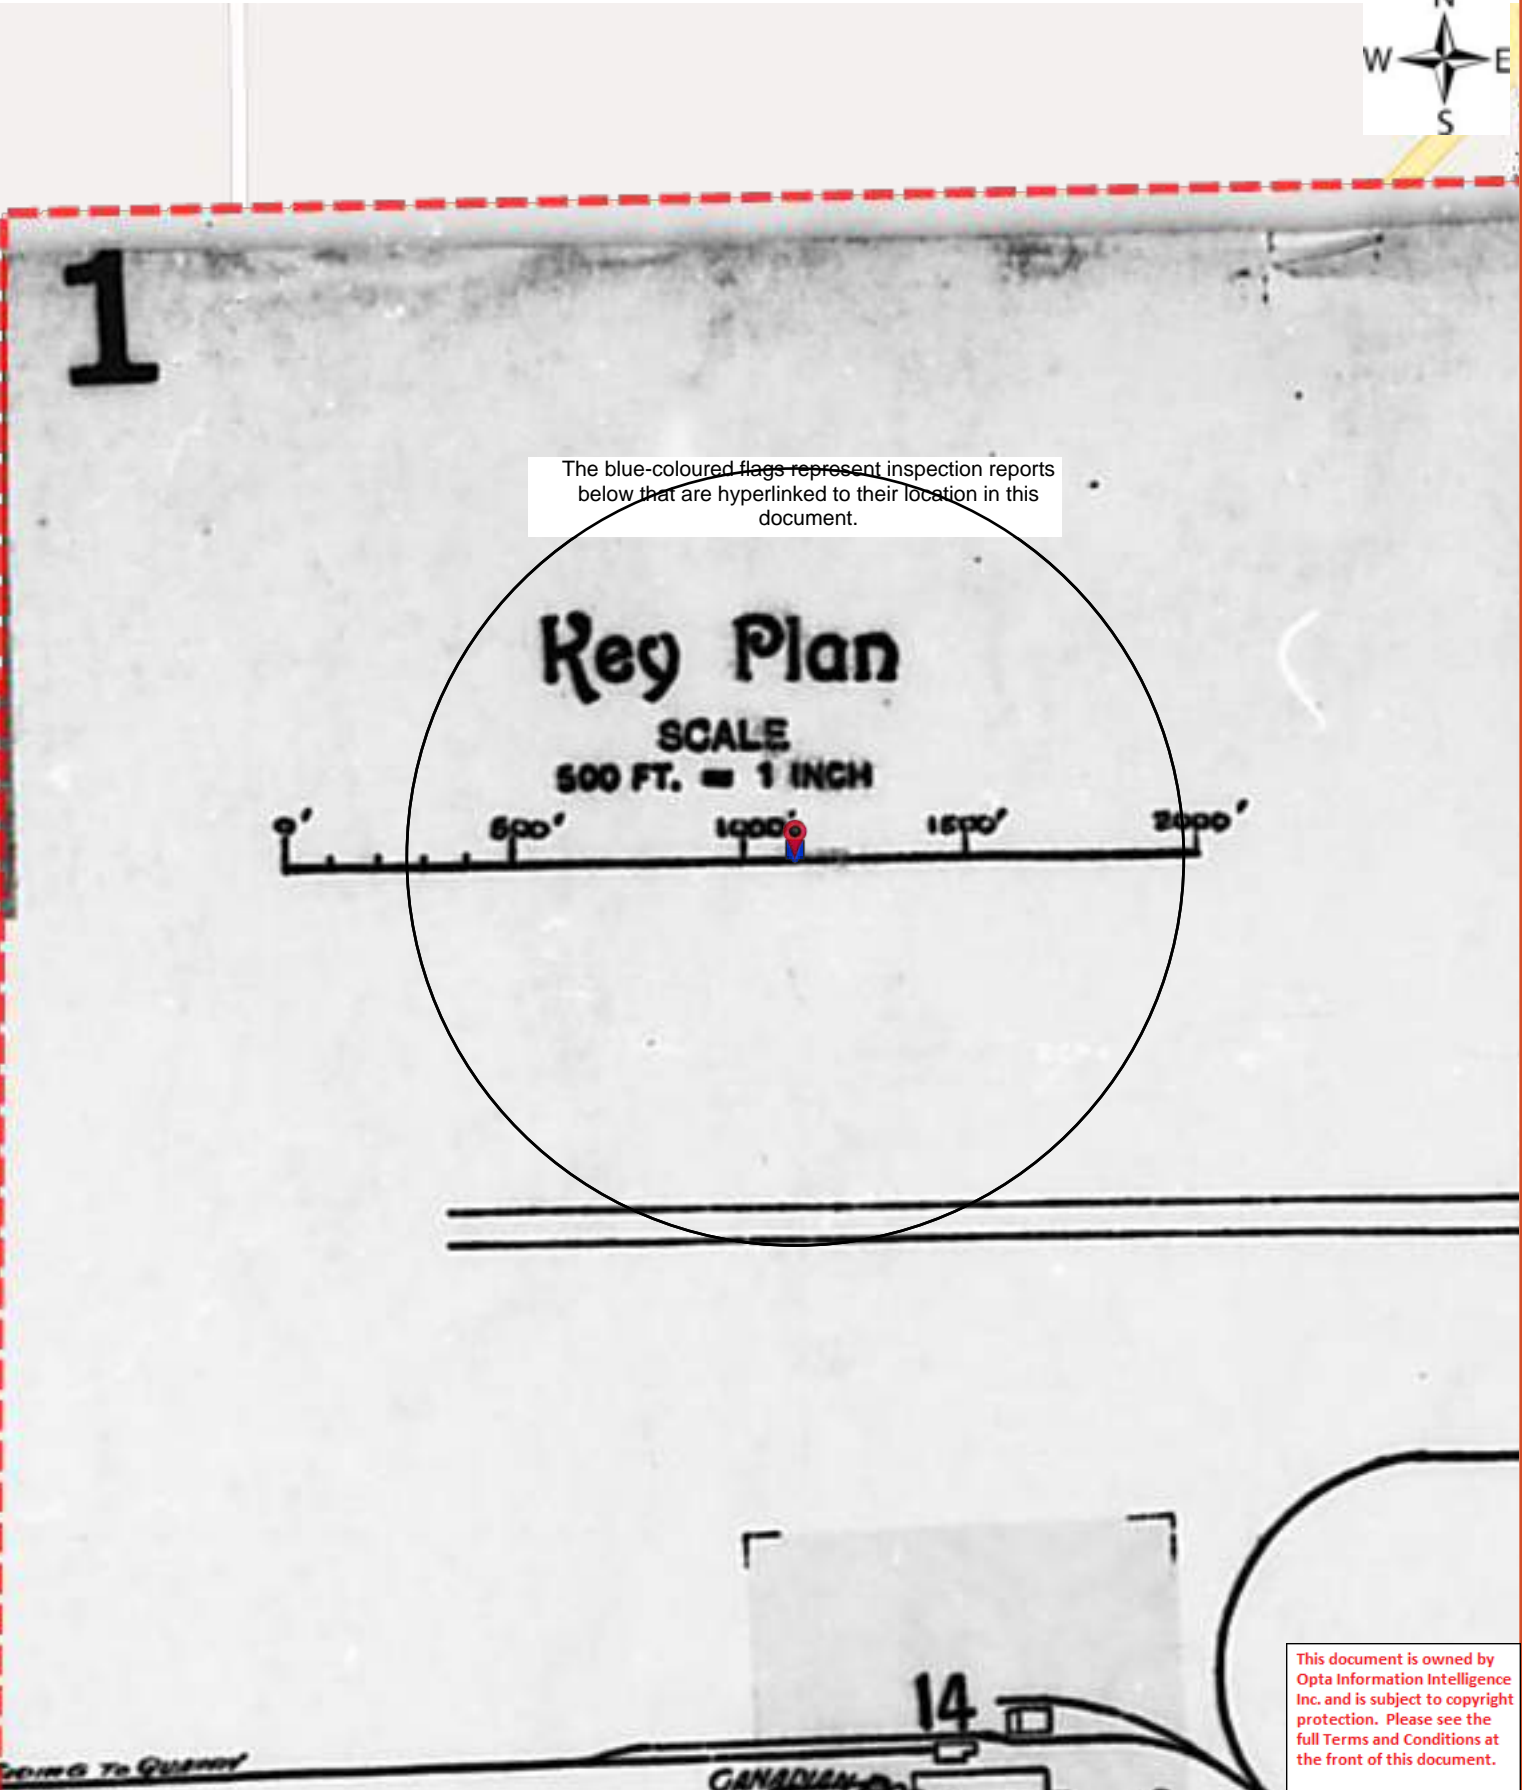 N
W E
S
1
The blue-coloured flags represent inspection reports
below that are hyperlinked to their location in this
document.
Key Plan
SCALE
500 FT. = 1 INCH
0' 500' 1000' 1500' 2000'
14
TO QUARRY
CANADIAN
This document is owned by
Opta Information Intelligence
Inc. and is subject to copyright
protection. Please see the
full Terms and Conditions at
the front of this document.